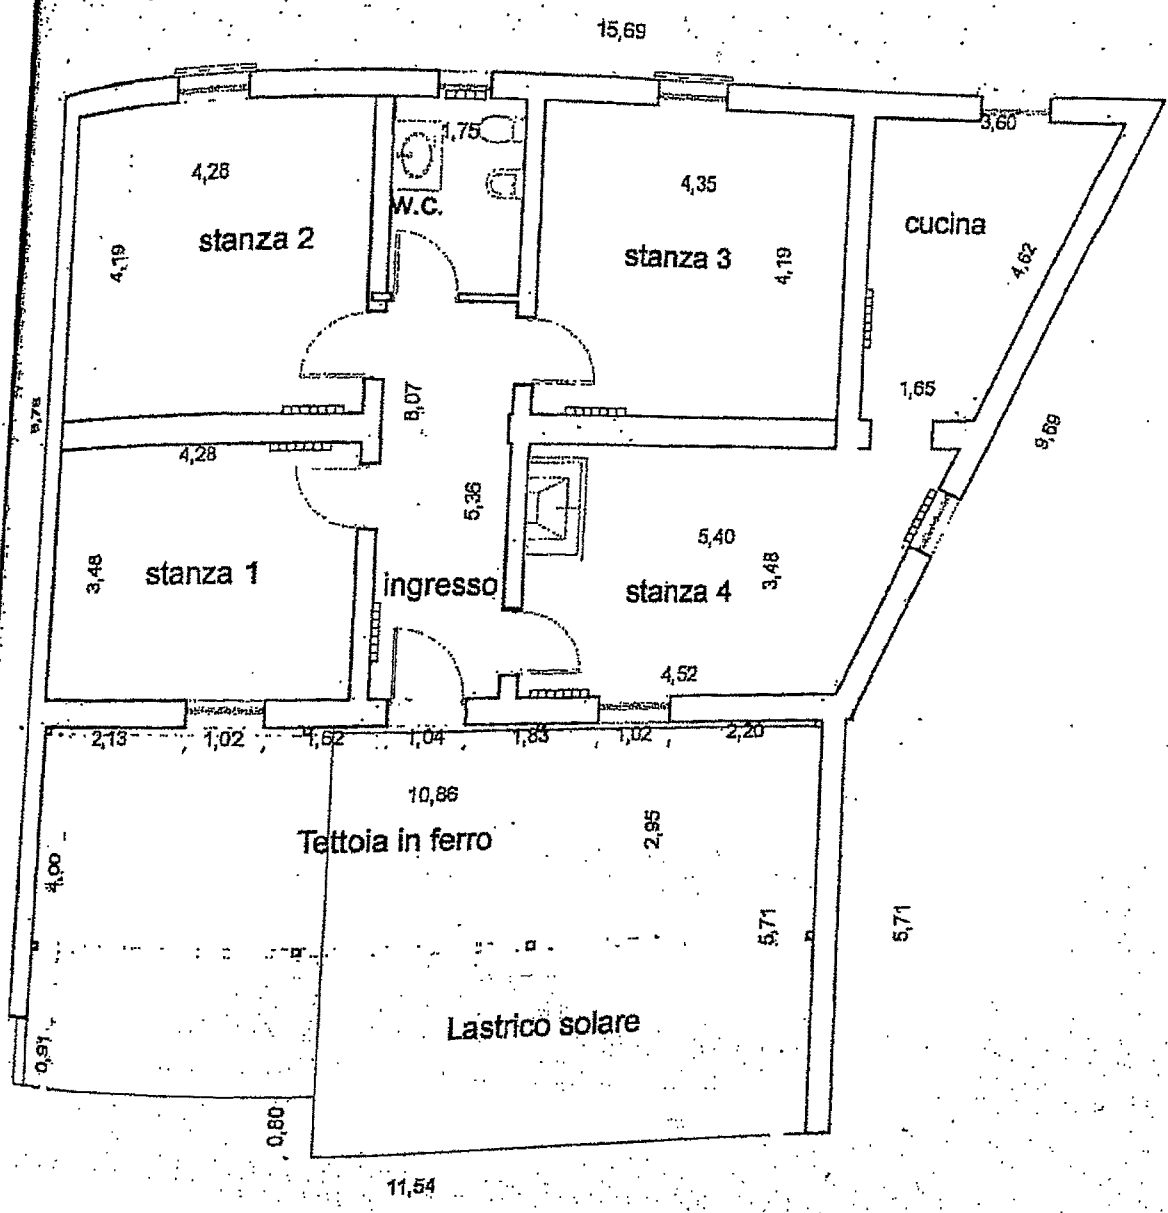 15,69
1,75
3,60
4,28
4,35
W.C.
cucina
stanza 2
stanza 3
4,19
4,19
4,62
1,65
8,07
9,69
4,28
5,36
5,40
3,48
stanza 1
3,48
ingresso
stanza 4
4,52
2,13 1,02 1,62 1,04 1,83 1,02 2,20
10,86
Tettoia in ferro
2,95
4,00
5,71
5,71
Lastrico solare
0,91
0,80
11,54